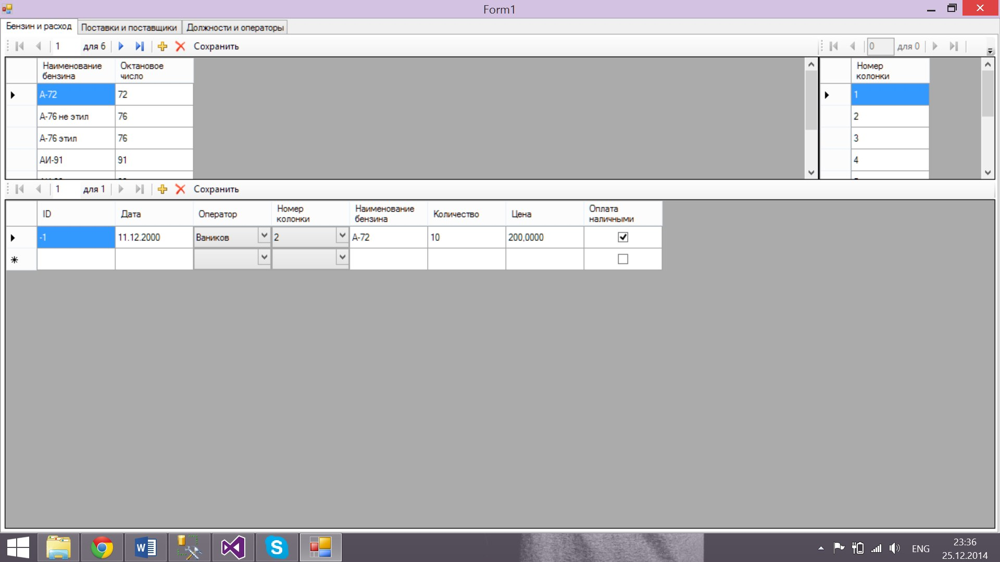 Form1
Бензин и расход
Поставки и поставщики
Должности и операторы
1 для 6 Сохранить
0 для 0
Наименование бензина
Октановое число
А-72 72
А-76 не этил 76
А-76 этил 76
АИ-91 91
Номер колонки
1
2
3
4
1 для 1 Сохранить
ID
Дата
Оператор
Номер колонки
Наименование бензина
Количество
Цена
Оплата наличными
-1 11.12.2000 Ваников 2 А-72 10 200,0000
ENG
23:36
25.12.2014